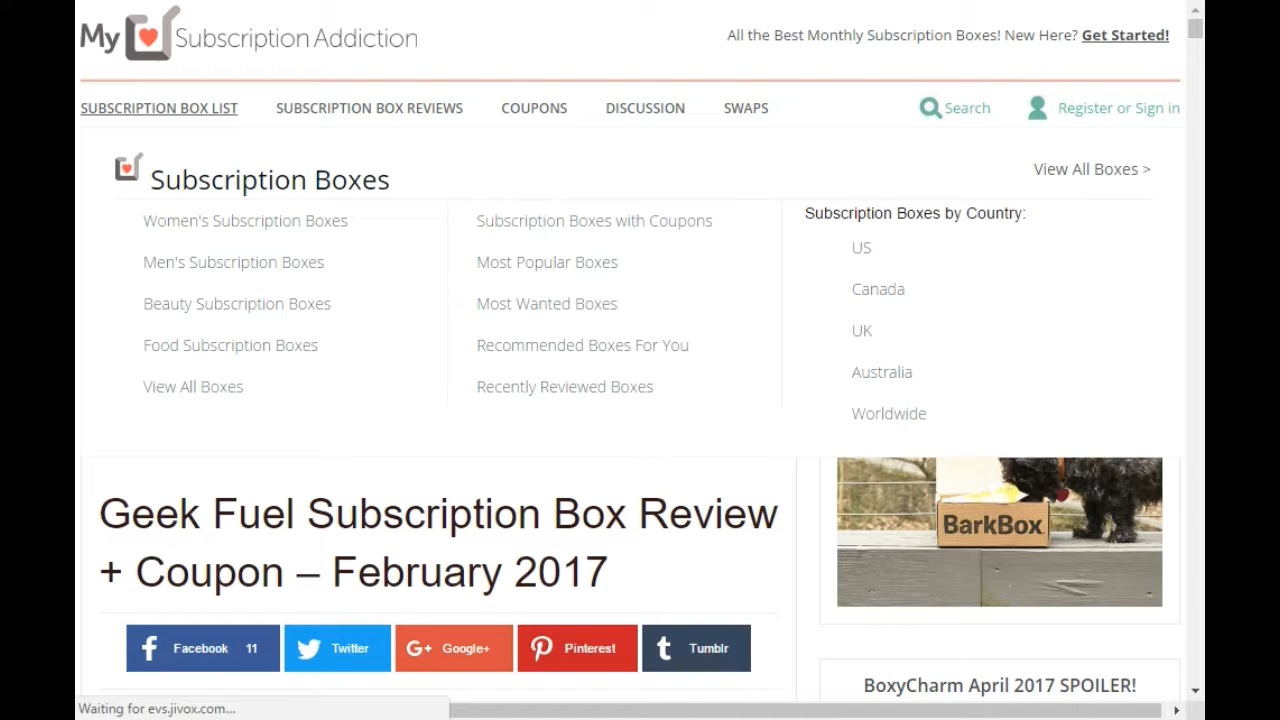 My Subscription Addiction
All the Best Monthly Subscription Boxes! New Here? Get Started!
SUBSCRIPTION BOX LIST
SUBSCRIPTION BOX REVIEWS
COUPONS
DISCUSSION
SWAPS
Search
Register or Sign in
Subscription Boxes
View All Boxes >
Women's Subscription Boxes
Men's Subscription Boxes
Beauty Subscription Boxes
Food Subscription Boxes
View All Boxes
Subscription Boxes with Coupons
Most Popular Boxes
Most Wanted Boxes
Recommended Boxes For You
Recently Reviewed Boxes
Subscription Boxes by Country:
US
Canada
UK
Australia
Worldwide
Geek Fuel Subscription Box Review
+ Coupon – February 2017
Facebook 11
Twitter
G+ Google+
Pinterest
Tumblr
BarkBox
BoxyCharm April 2017 SPOILER!
Waiting for evs.jivox.com...